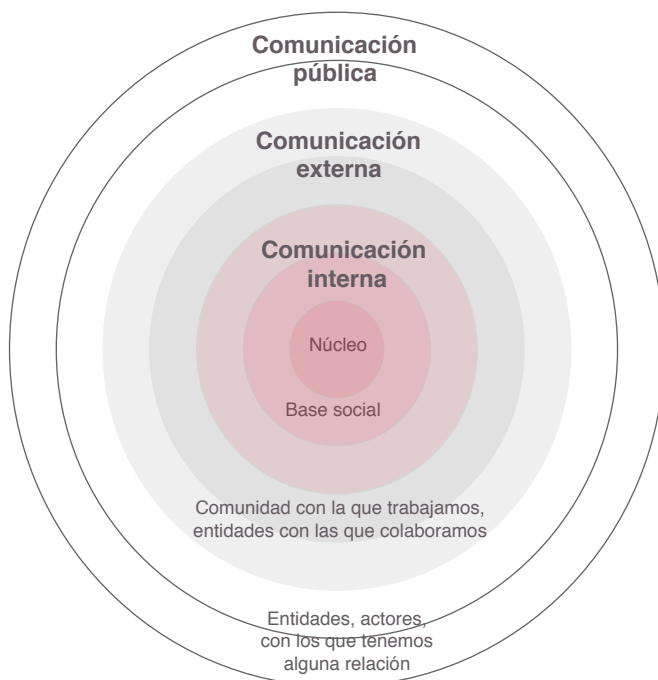 Comunicación
pública
Comunicación
externa
Comunicación
interna
Núcleo
Base social
Comunidad con la que trabajamos,
entidades con las que colaboramos
Entidades, actores,
con los que tenemos
alguna relación